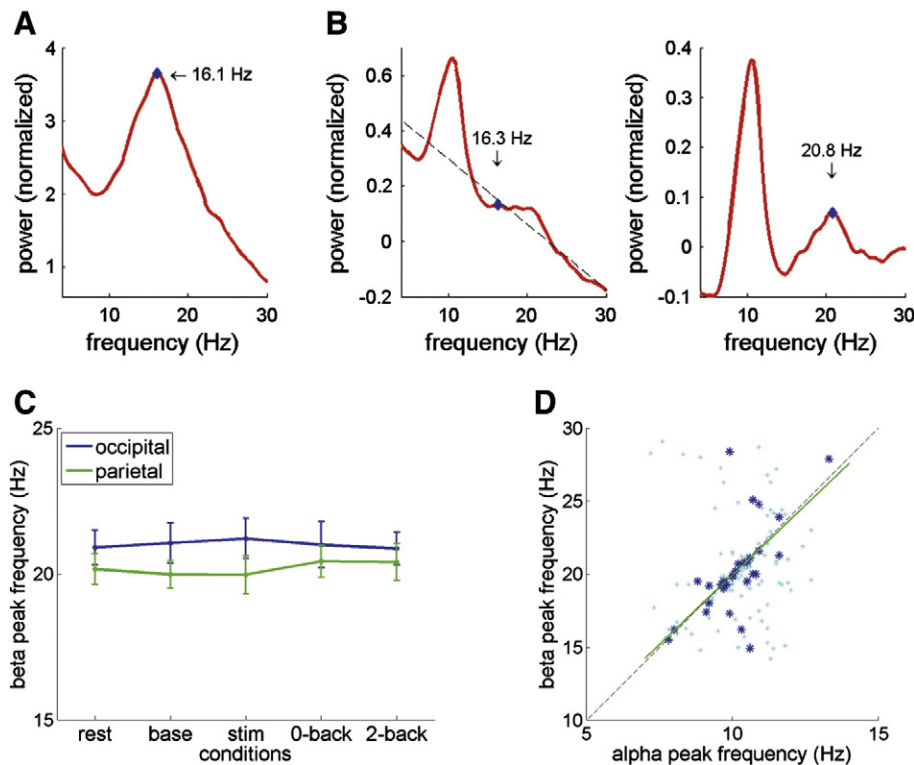 A
4
3
2
1
← 16.1 Hz
10
20
30
frequency (Hz)
power (normalized)
B
0.6
0.4
0.2
0
-0.2
16.3 Hz
↓
10
20
30
frequency (Hz)
power (normalized)
0.4
0.3
0.2
0.1
0
-0.1
20.8 Hz
↓
10
20
30
frequency (Hz)
power (normalized)
C
25
20
15
occipital
parietal
beta peak frequency (Hz)
rest
base
stim
0-back
2-back
conditions
D
30
25
20
15
10
5
10
15
beta peak frequency (Hz)
alpha peak frequency (Hz)